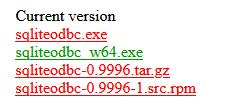 Current version
sqliteodbc.exe
sqliteodbc_w64.exe
sqliteodbc-0.9996.tar.gz
sqliteodbc-0.9996-1.src.rpm